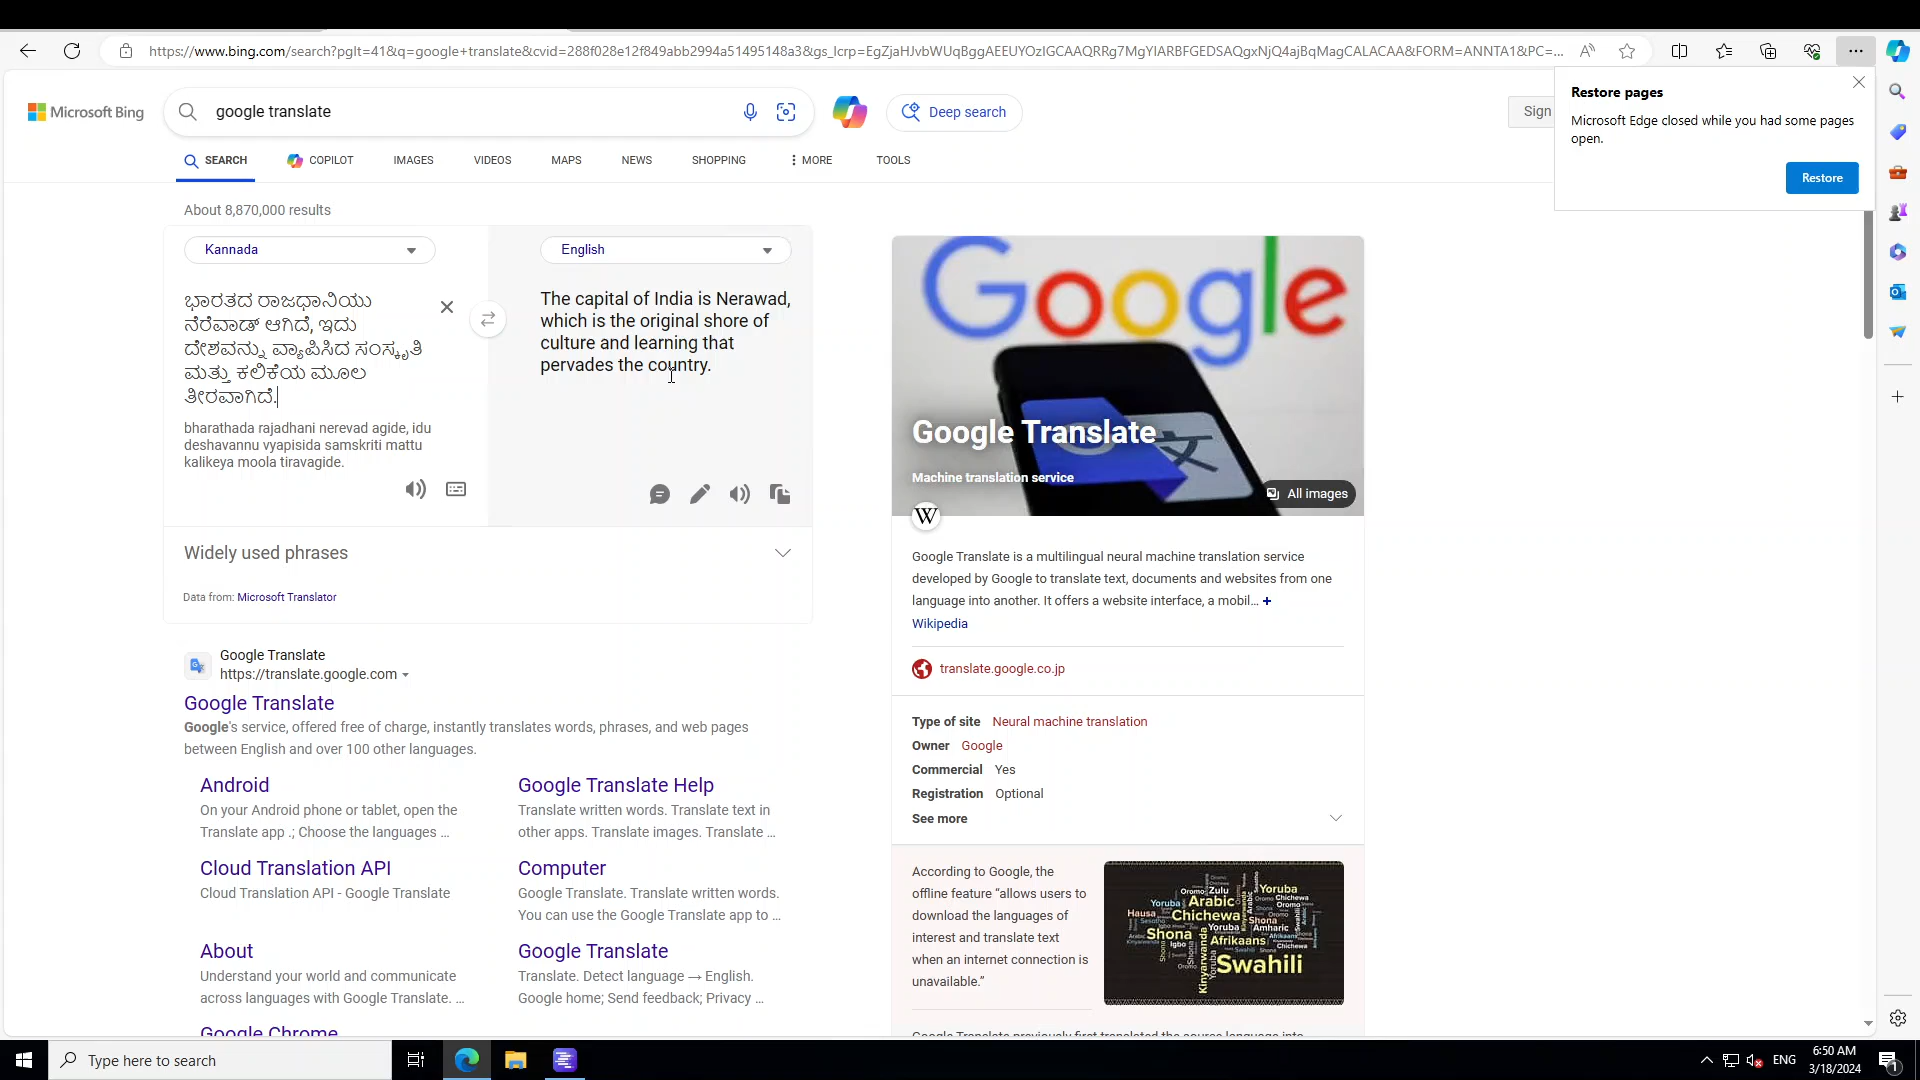 https://www.bing.com/search?pglt=41&q=google+translate&cvid=288f028e12f849abb2994a51495148a3&gs_lcrp=EgZjaHJvbWUqBggAEEUYOzIGCAAQRRg7MgYIARBFGEDSAQgxNjQ4ajBqMagCALACAA&FORM=ANNTA1&PC=...
Restore pages
Microsoft Edge closed while you had some pages
open.
Restore
Microsoft Bing
google translate
Deep search
Sign
SEARCH
COPILOT
IMAGES
VIDEOS
MAPS
NEWS
SHOPPING
MORE
TOOLS
About 8,870,000 results
Kannada
English
ಭಾರತದ ರಾಜಧಾನಿಯು
ನೆರೆವಾಡ್ ಆಗಿದೆ, ಇದು
ದೇಶವನ್ನು ವ್ಯಾಪಿಸಿದ ಸಂಸ್ಕೃತಿ
ಮತ್ತು ಕಲಿಕೆಯ ಮೂಲ
ತೀರವಾಗಿದೆ.
bharathada rajadhani nerevad agide, idu
deshavannu vyapisida samskriti mattu
kalikeya moola tiravagide.
The capital of India is Nerawad,
which is the original shore of
culture and learning that
pervades the country.
Widely used phrases
Data from: Microsoft Translator
Google Translate
https://translate.google.com
Google Translate
Google's service, offered free of charge, instantly translates words, phrases, and web pages
between English and over 100 other languages.
Android
On your Android phone or tablet, open the
Translate app .; Choose the languages ...
Google Translate Help
Translate written words. Translate text in
other apps. Translate images. Translate ...
Cloud Translation API
Cloud Translation API - Google Translate
Computer
Google Translate. Translate written words.
You can use the Google Translate app to ...
About
Understand your world and communicate
across languages with Google Translate. ...
Google Translate
Translate. Detect language → English.
Google home; Send feedback; Privacy ...
Google Chrome
Google
Google Translate
Machine translation service
All images
W
Google Translate is a multilingual neural machine translation service
developed by Google to translate text, documents and websites from one
language into another. It offers a website interface, a mobil... +
Wikipedia
translate.google.co.jp
Type of site Neural machine translation
Owner Google
Commercial Yes
Registration Optional
See more
According to Google, the
offline feature “allows users to
download the languages of
interest and translate text
when an internet connection is
unavailable.”
Oromo Zulu Yoruba
Yoruba Arabic Chichewa
Hausa Chichewa Shona
Yoruba Amharic
Shona Afrikaans
Kinyarwanda Swahili
Type here to search
ENG
6:50 AM
3/18/2024
1